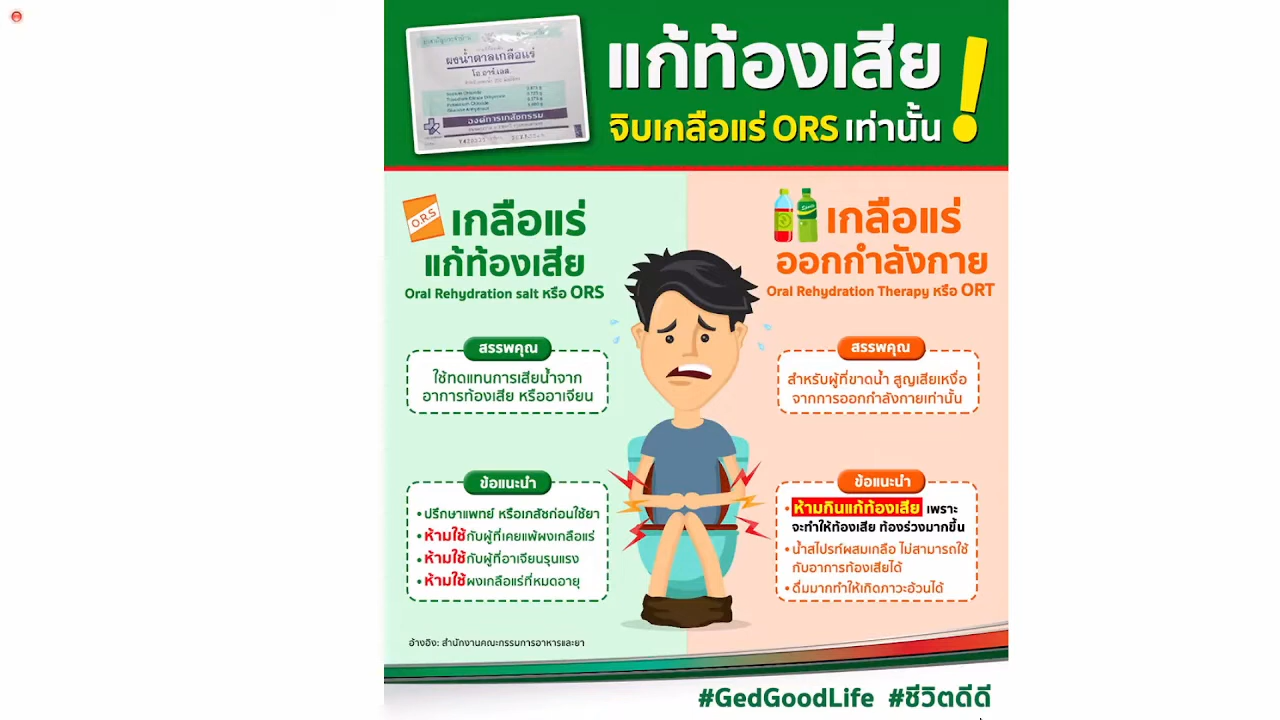 ผงน้ำตาลเกลือแร่
โอ.อาร์.เอส
องค์การเภสัชกรรม
แก้ท้องเสีย
จิบเกลือแร่ ORS เท่านั้น
!
O.R.S
เกลือแร่
แก้ท้องเสีย
Oral Rehydration salt หรือ ORS
สรรพคุณ
ใช้ทดแทนการเสียน้ำจาก
อาการท้องเสีย หรืออาเจียน
ข้อแนะนำ
•ปรึกษาแพทย์ หรือเภสัชก่อนใช้ยา
•ห้ามใช้กับผู้ที่เคยแพ้ผงเกลือแร่
•ห้ามใช้กับผู้ที่อาเจียนรุนแรง
•ห้ามใช้ผงเกลือแร่ที่หมดอายุ
อ้างอิง: สำนักงานคณะกรรมการอาหารและยา
เกลือแร่
ออกกำลังกาย
Oral Rehydration Therapy หรือ ORT
สรรพคุณ
สำหรับผู้ที่ขาดน้ำ สูญเสียเหงื่อ
จากการออกกำลังกายเท่านั้น
ข้อแนะนำ
•ห้ามกินแก้ท้องเสีย เพราะ
จะทำให้ท้องเสีย ท้องร่วงมากขึ้น
•น้ำสไปรท์ผสมเกลือ ไม่สามารถใช้
กับอาการท้องเสียได้
•ดื่มมากทำให้เกิดภาวะอ้วนได้
#GedGoodLife #ชีวิตดีดี